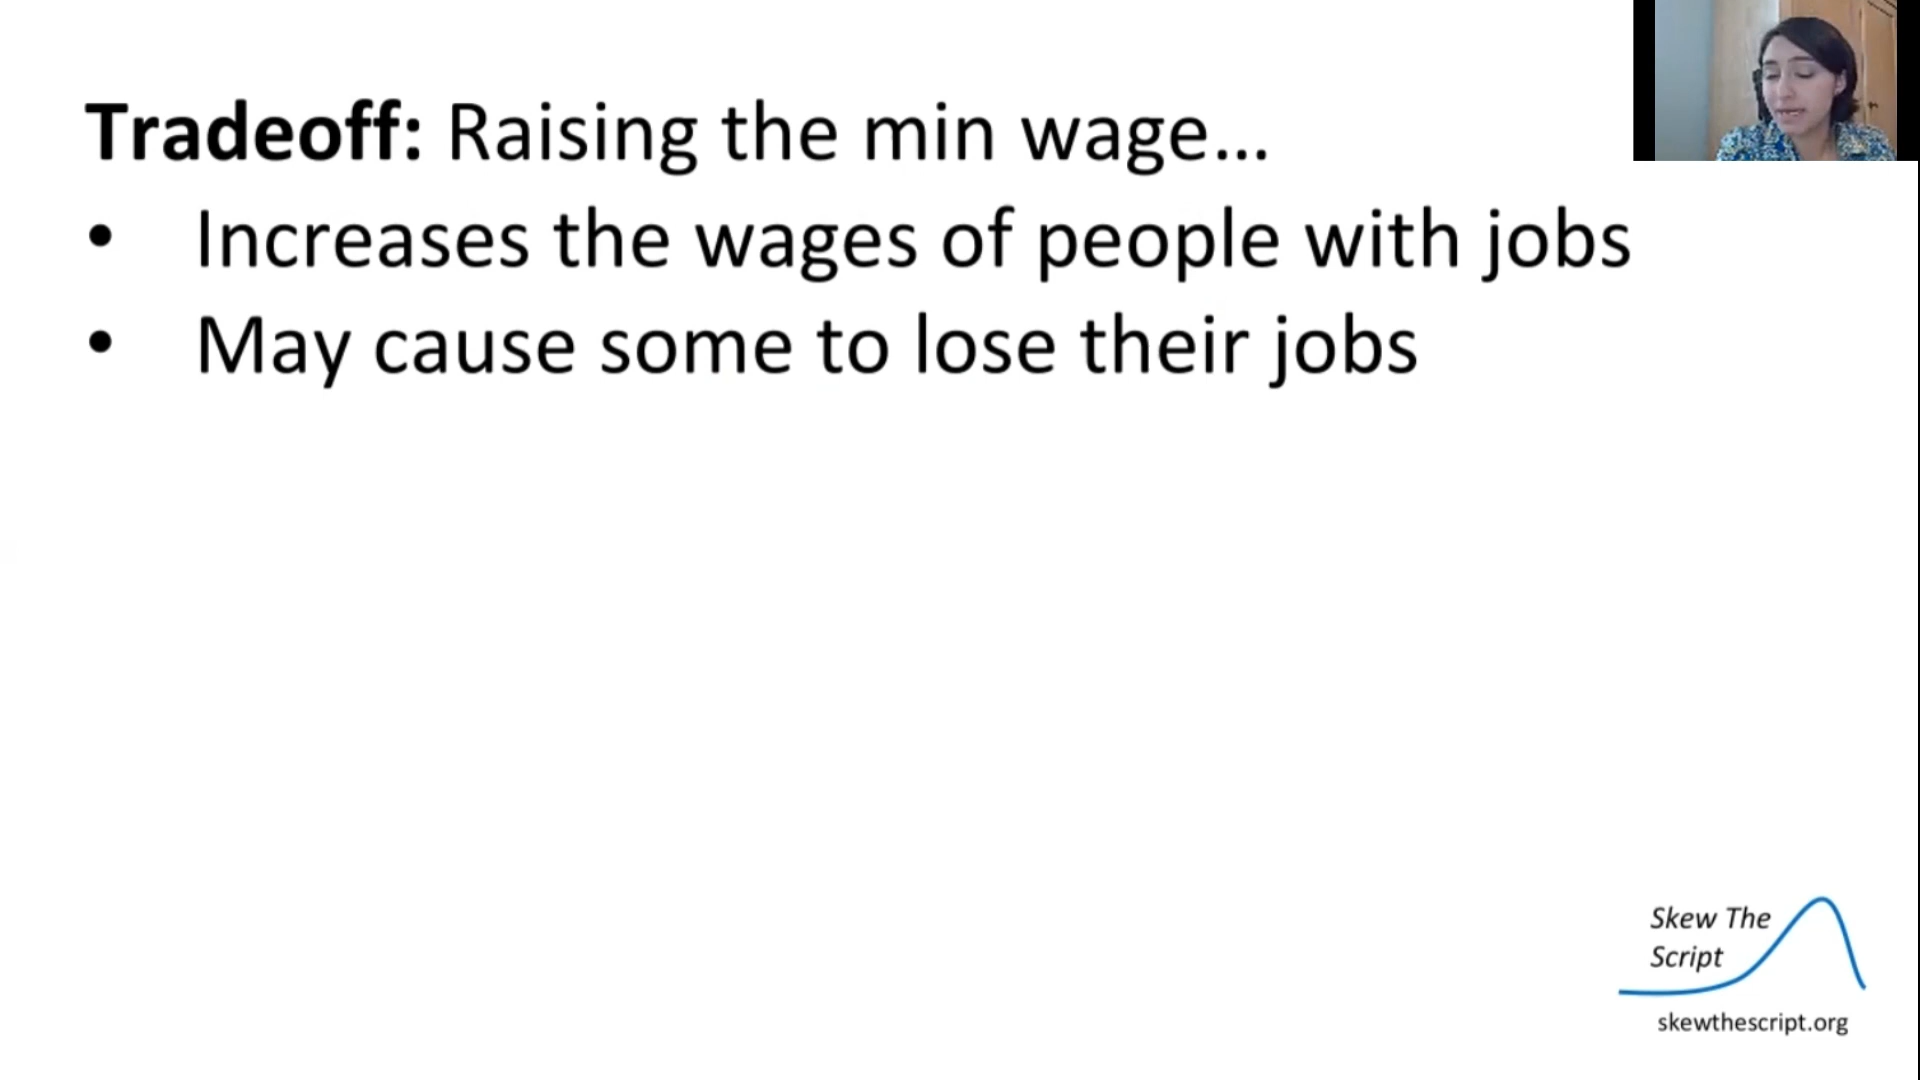 Tradeoff: Raising the min wage...
• Increases the wages of people with jobs
• May cause some to lose their jobs
Skew The
Script
skewthescript.org